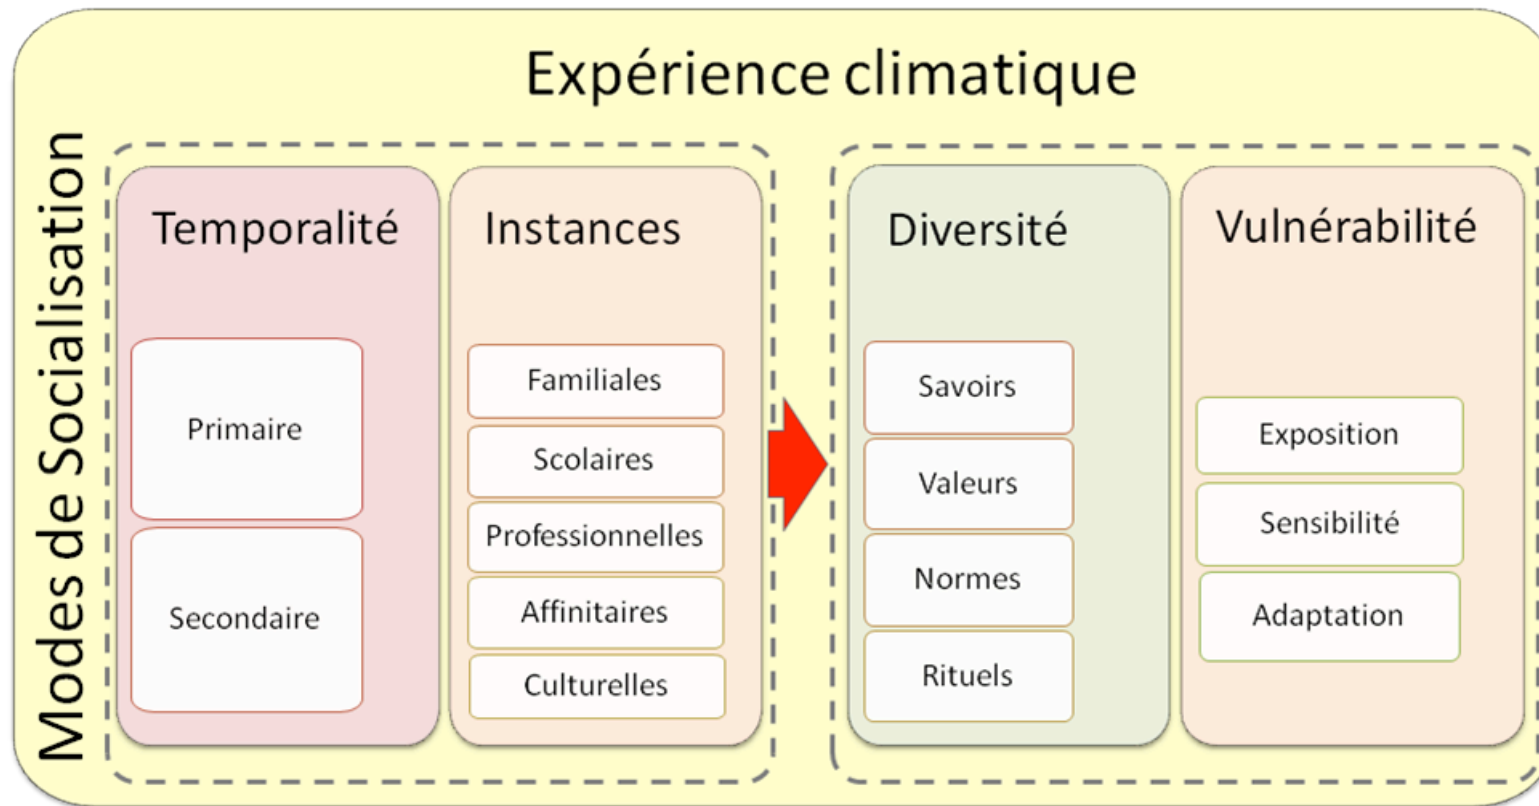 Expérience climatique
Modes de Socialisation
Temporalité
Primaire
Secondaire
Instances
Familiales
Scolaires
Professionnelles
Affinitaires
Culturelles
Diversité
Savoirs
Valeurs
Normes
Rituels
Vulnérabilité
Exposition
Sensibilité
Adaptation